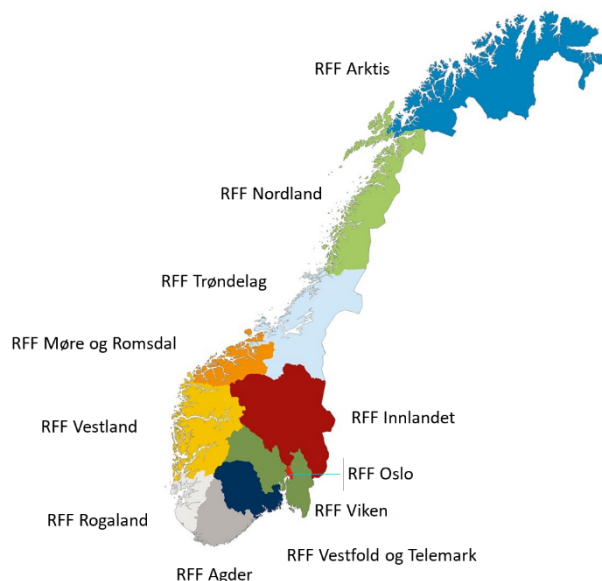 RFF Arktis
RFF Nordland
RFF Trøndelag
RFF Møre og Romsdal
RFF Innlandet
RFF Vestland
RFF Oslo
RFF Viken
RFF Rogaland
RFF Vestfold og Telemark
RFF Agder